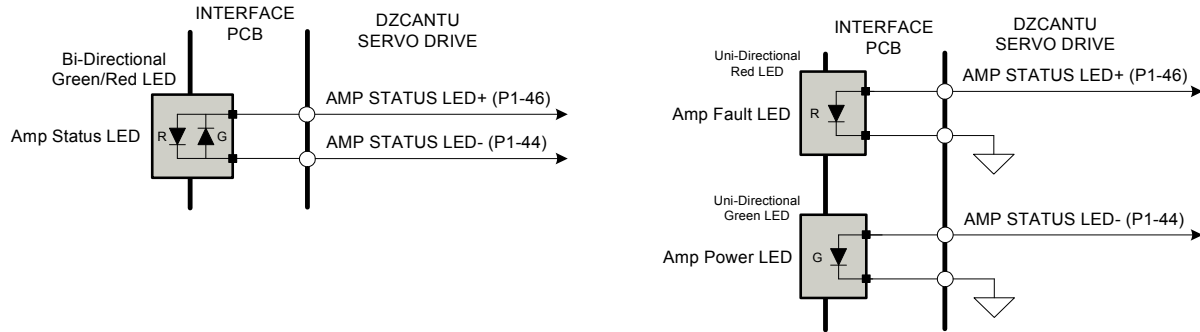 INTERFACE
PCB
DZCANTU
SERVO DRIVE
Bi-Directional
Green/Red LED
AMP STATUS LED+ (P1-46)
Amp Status LED
R
G
AMP STATUS LED- (P1-44)
INTERFACE
PCB
DZCANTU
SERVO DRIVE
Uni-Directional
Red LED
AMP STATUS LED+ (P1-46)
Amp Fault LED
R
Uni-Directional
Green LED
AMP STATUS LED- (P1-44)
Amp Power LED
G